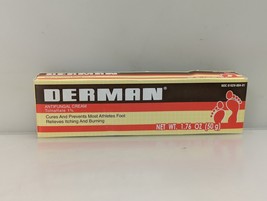 DERMAN®
ANTIFUNGAL CREAM
Tolnaftate 1%
Cures And Prevents Most Athletes Foot
Relieves Itching And Burning
NET WT. 1.76 OZ (50 g)